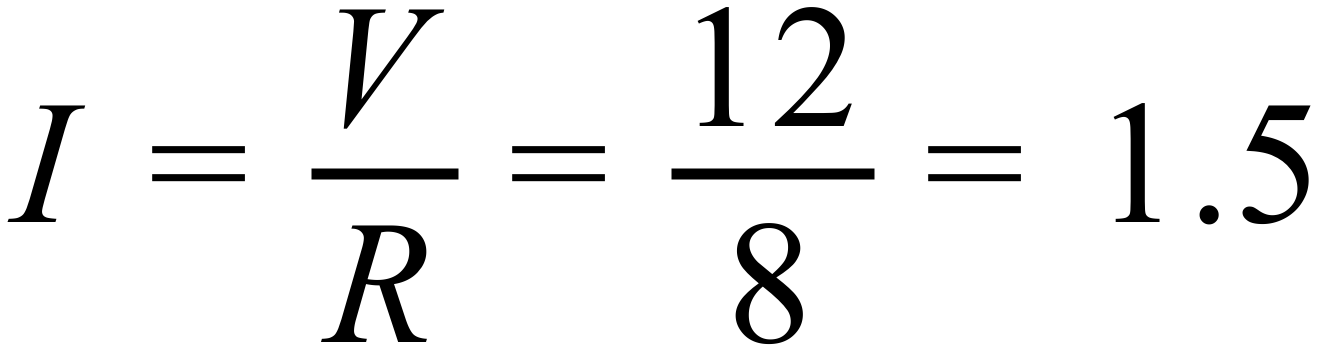 I = V/R = 12/8 = 1.5